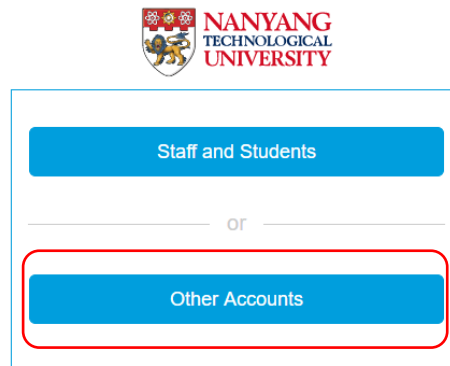 NANYANG
TECHNOLOGICAL
UNIVERSITY
Staff and Students
or
Other Accounts